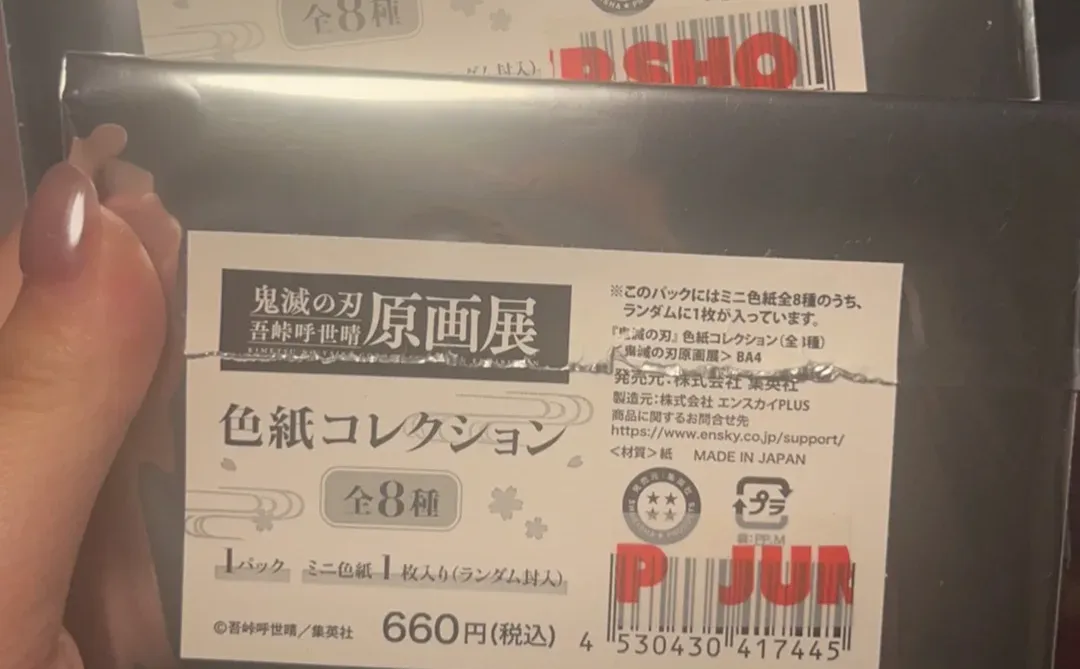 全8種
P SHO
鬼滅の刃
吾峠呼世晴
原画展
色紙コレクション
全8種
1パック ミニ色紙1枚入り(ランダム封入)
©吾峠呼世晴／集英社 660円(税込)
※このパックにはミニ色紙全8種のうち、
ランダムに1枚が入っています。
『鬼滅の刃』色紙コレクション(全 種)
鬼滅の刃原画展> BA4
発売元:株式会社 集英社
製造元:株式会社 エンスカイPLUS
商品に関するお問合せ先
https://www.ensky.co.jp/support/
<材質>紙 MADE IN JAPAN
プラ
袋:PP,M
P JUM
4 530430 417445